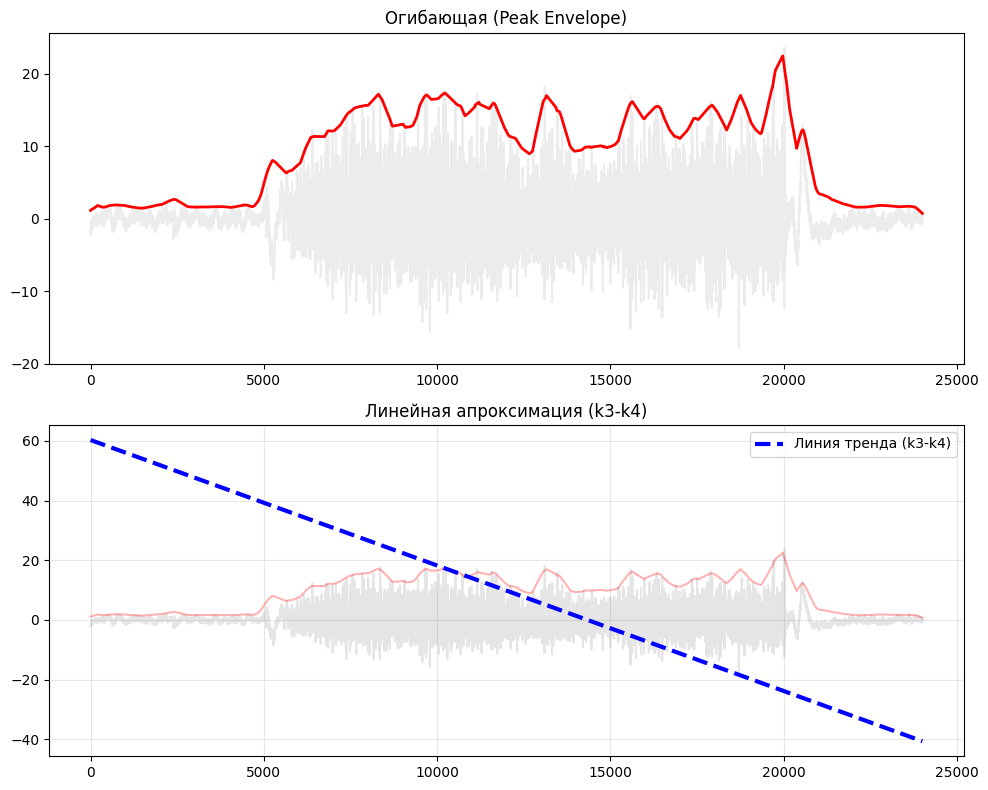 Огибающая (Peak Envelope)
20
10
0
−10
−20
0 5000 10000 15000 20000 25000
Линейная апроксимация (k3-k4)
Линия тренда (k3-k4)
60
40
20
0
−20
−40
0 5000 10000 15000 20000 25000